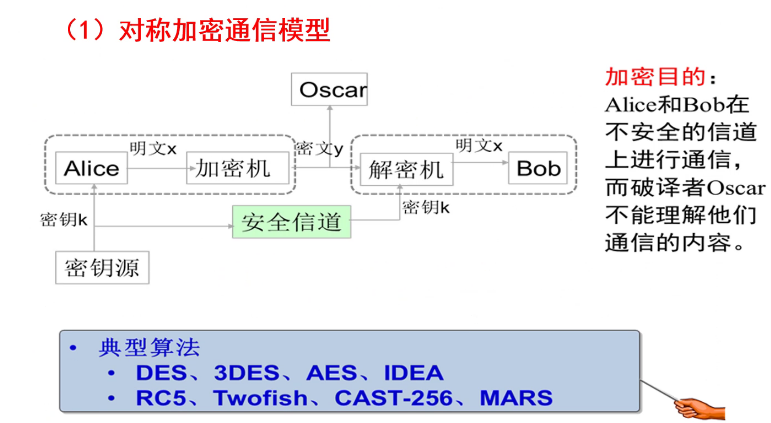 （1）对称加密通信模型
Oscar
明文x
密文y
明文x
Alice
加密机
解密机
Bob
密钥k
安全信道
密钥k
密钥源
加密目的：
Alice和Bob在
不安全的信道
上进行通信，
而破译者Oscar
不能理解他们
通信的内容。
• 典型算法
• DES、3DES、AES、IDEA
• RC5、Twofish、CAST-256、MARS